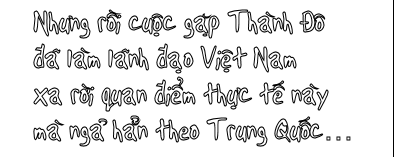 Nhưng rồi cuộc gặp Thành Đô
đã làm lãnh đạo Việt Nam
xa rời quan điểm thực tế này
mà ngả hẳn theo Trung Quốc...